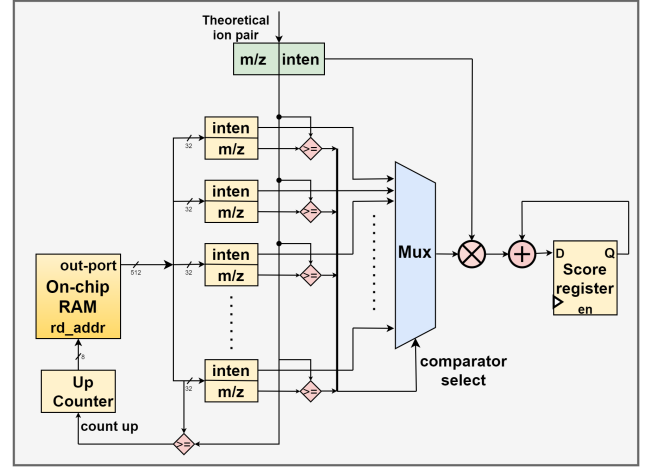 Theoretical
ion pair
m/z inten
inten
m/z
>=
32
inten
m/z
>=
32
inten
m/z
>=
32
out-port
512
On-chip
RAM
rd_addr
8
Up
Counter
count up
inten
m/z
>=
32
>=
Mux
comparator
select
D Q
Score
register
en